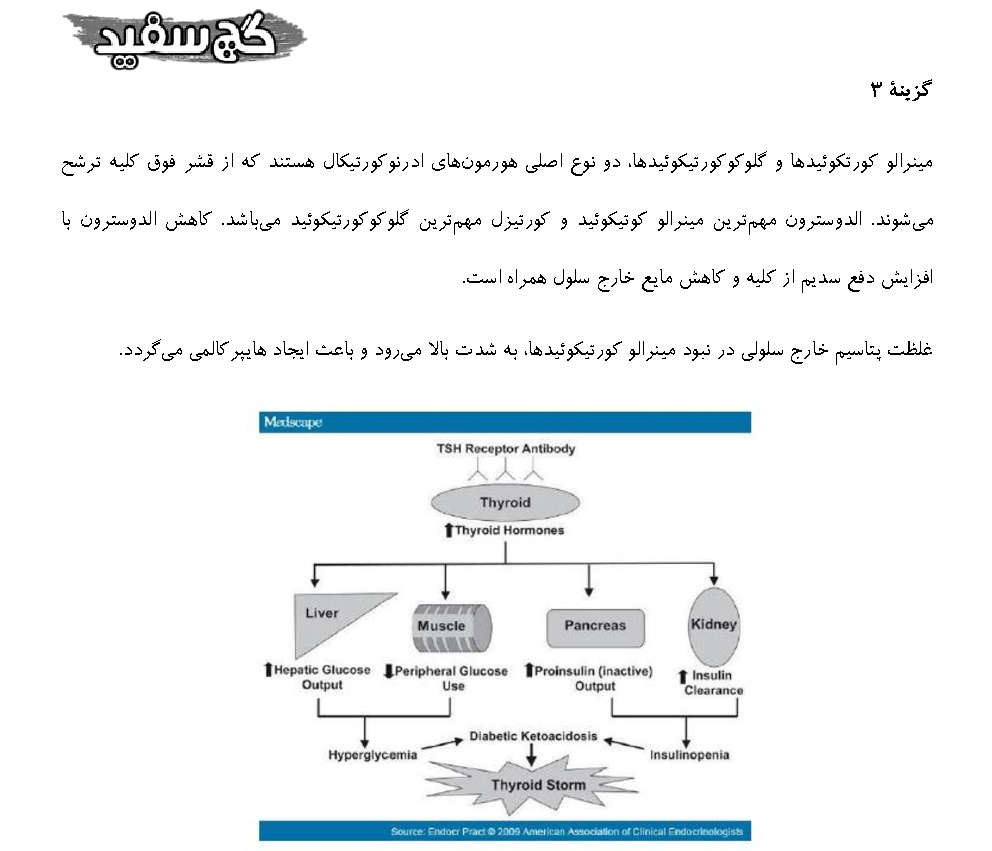 گچ سفید
گزینهٔ ۳
مینرالو کورتکوئیدها و گلوکوکورتیکوئیدها، دو نوع اصلی هورمون‌های ادرنوکورتیکال هستند که از قشر فوق کلیه ترشح
می‌شوند. الدوسترون مهم‌ترین مینرالو کوتیکوئید و کورتیزل مهم‌ترین گلوکوکورتیکوئید می‌باشد. کاهش الدوسترون با
افزایش دفع سدیم از کلیه و کاهش مایع خارج سلول همراه است.
غلظت پتاسیم خارج سلولی در نبود مینرالو کورتیکوئیدها، به شدت بالا می‌رود و باعث ایجاد هایپرکالمی می‌گردد.
Medscape
TSH Receptor Antibody
Thyroid
Thyroid Hormones
Liver
Muscle
Pancreas
Kidney
Hepatic Glucose
Output
Peripheral Glucose
Use
Proinsulin (inactive)
Output
Insulin
Clearance
Hyperglycemia
Diabetic Ketoacidosis
Insulinopenia
Thyroid Storm
Source: Endocr Pract © 2009 American Association of Clinical Endocrinologists